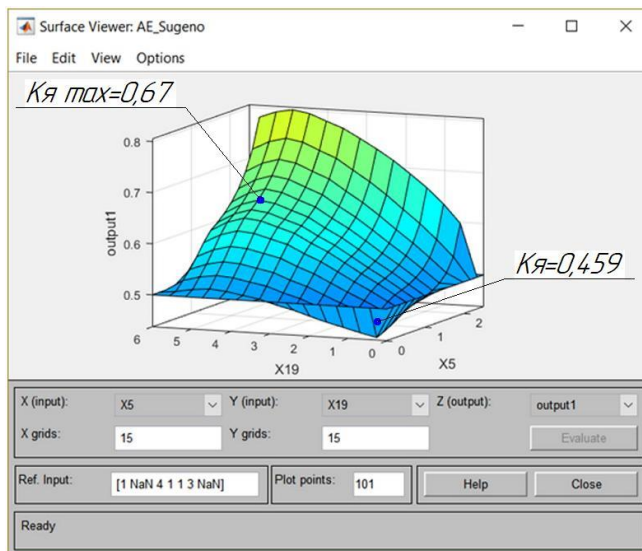 Surface Viewer: AE_Sugeno
File Edit View Options
Kя max=0,67
Kя=0,459
0.8
0.7
0.6
0.5
output1
6 5 4 3 2 1 0
X19
0 1 2
X5
X (input): X5 Y (input): X19 Z (output): output1
X grids: 15 Y grids: 15 Evaluate
Ref. Input: [1 NaN 4 1 1 3 NaN] Plot points: 101 Help Close
Ready